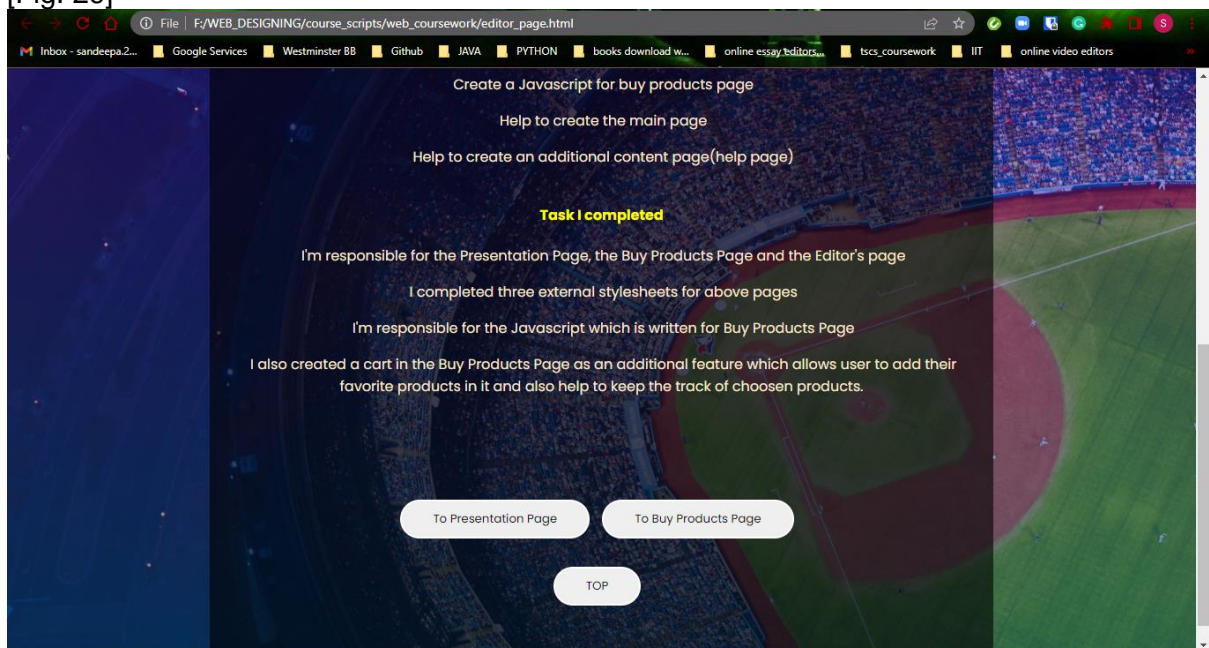 [Fig. 29]
File | F:/WEB_DESIGNING/course_scripts/web_coursework/editor_page.html
S
Inbox - sandeepa.2... Google Services Westminster BB Github JAVA PYTHON books download w... online essay editors... tscs_coursework IIT online video editors »
Create a Javascript for buy products page
Help to create the main page
Help to create an additional content page(help page)
Task I completed
I'm responsible for the Presentation Page, the Buy Products Page and the Editor's page
I completed three external stylesheets for above pages
I'm responsible for the Javascript which is written for Buy Products Page
I also created a cart in the Buy Products Page as an additional feature which allows user to add their
favorite products in it and also help to keep the track of choosen products.
To Presentation Page To Buy Products Page
TOP